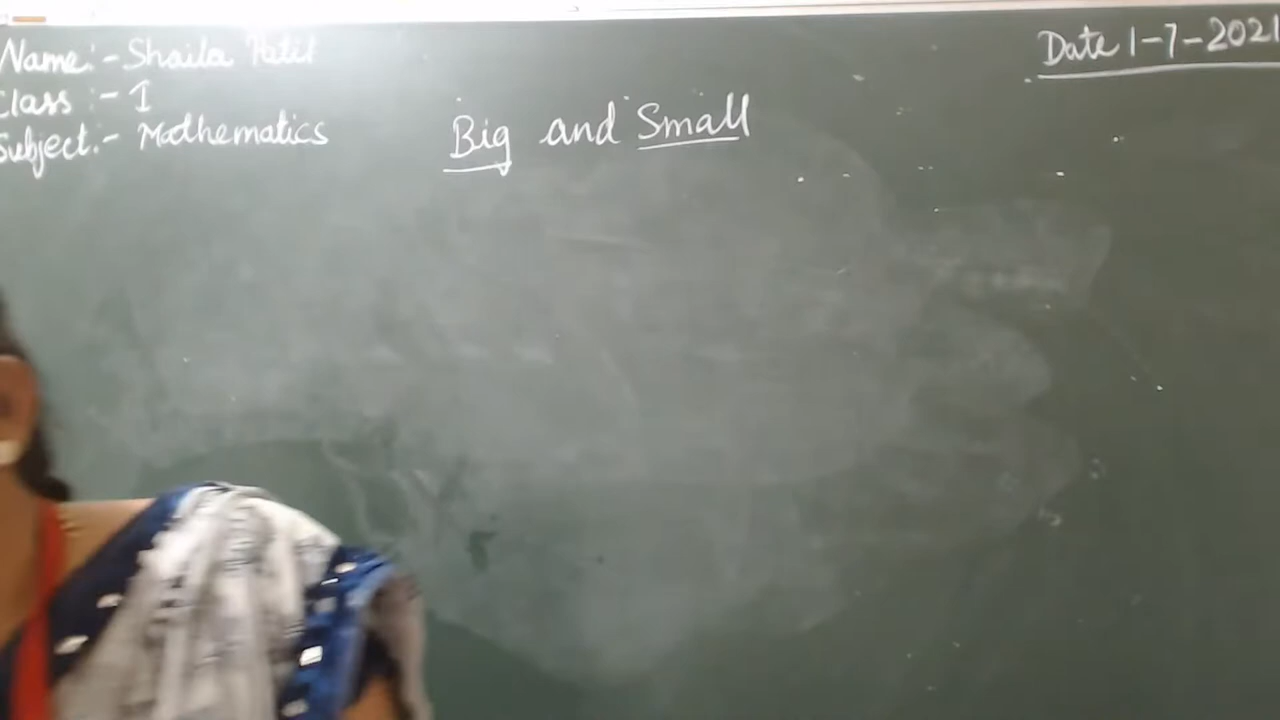 Name:- Shaila Patil
Class :- I
Subject:- Mathematics
Big and Small
Date 1-7-2021